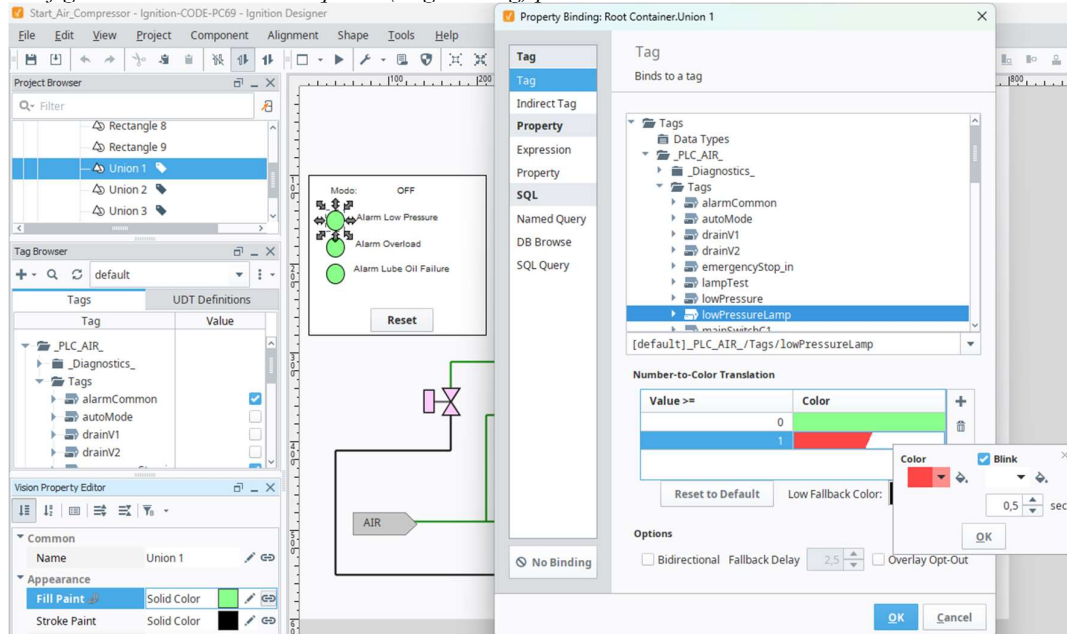 Start_Air_Compressor - Ignition-CODE-PC69 - Ignition Designer
File Edit View Project Component Alignment Shape Tools Help
Project Browser
Filter
Rectangle 8
Rectangle 9
Union 1
Union 2
Union 3
Tag Browser
default
Tags UDT Definitions
Tag Value
_PLC_AIR_
_Diagnostics_
Tags
alarmCommon
autoMode
drainV1
drainV2
Vision Property Editor
Common
Name Union 1
Appearance
Fill Paint Solid Color
Stroke Paint Solid Color
100 200
Modo: OFF
Alarm Low Pressure
Alarm Overload
Alarm Lube Oil Failure
Reset
AIR
800
Property Binding: Root Container.Union 1
Tag
Tag
Indirect Tag
Property
Expression
Property
SQL
Named Query
DB Browse
SQL Query
No Binding
Tag
Binds to a tag
Tags
Data Types
_PLC_AIR_
_Diagnostics_
Tags
alarmCommon
autoMode
drainV1
drainV2
emergencyStop_in
lampTest
lowPressure
lowPressureLamp
mainSwitchC1
[default]_PLC_AIR_/Tags/lowPressureLamp
Number-to-Color Translation
Value >= Color
0
1
Reset to Default Low Fallback Color:
Color Blink
0,5 sec
OK
Options
Bidirectional Fallback Delay 2,5 Overlay Opt-Out
OK Cancel